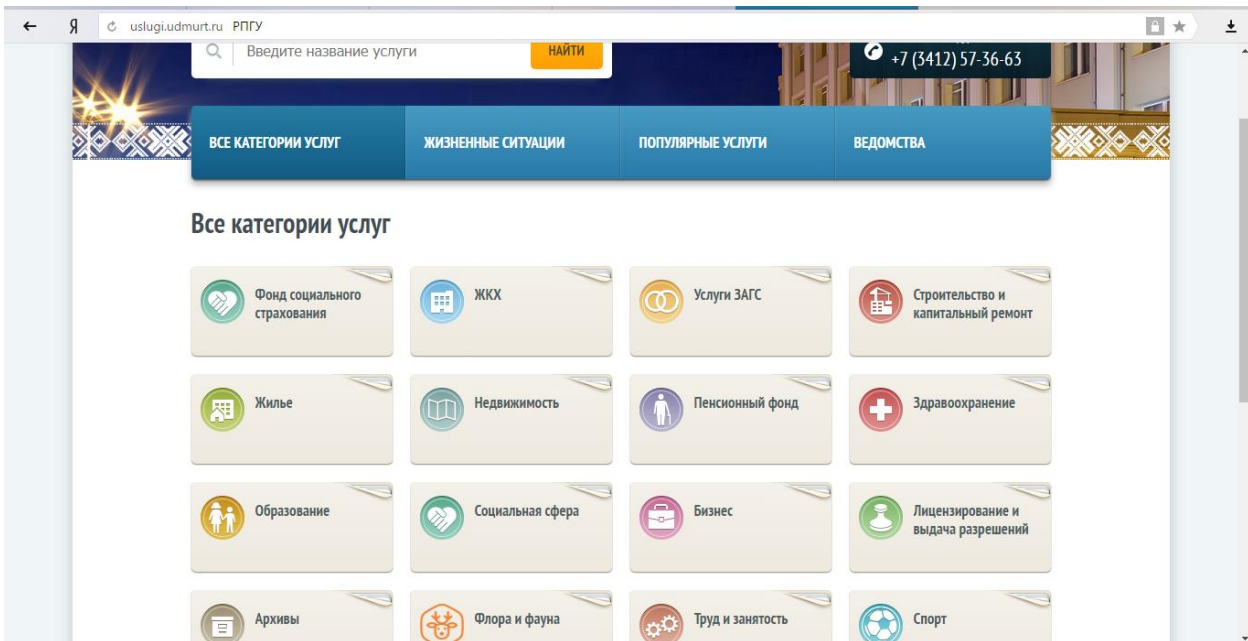 uslugi.udmurt.ru РПГУ
Введите название услуги
НАЙТИ
+7 (3412) 57-36-63
ВСЕ КАТЕГОРИИ УСЛУГ
ЖИЗНЕННЫЕ СИТУАЦИИ
ПОПУЛЯРНЫЕ УСЛУГИ
ВЕДОМСТВА
Все категории услуг
Фонд социального
страхования
ЖКХ
Услуги ЗАГС
Строительство и
капитальный ремонт
Жилье
Недвижимость
Пенсионный фонд
Здравоохранение
Образование
Социальная сфера
Бизнес
Лицензирование и
выдача разрешений
Архивы
Флора и фауна
Труд и занятость
Спорт